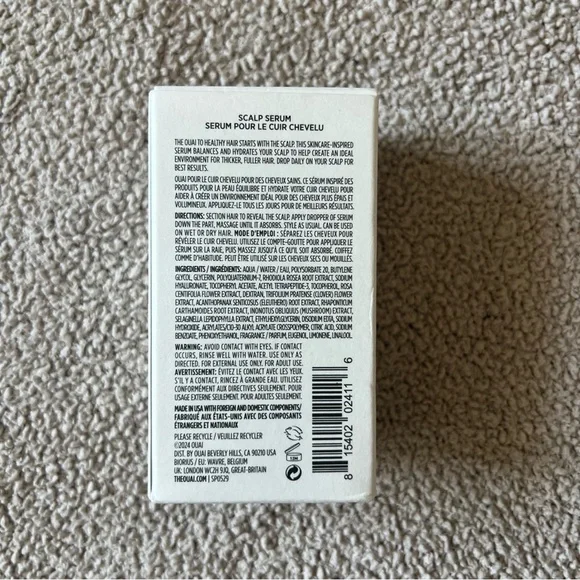 SCALP SERUM
SERUM POUR LE CUIR CHEVELU
THE OUAI TO HEALTHY HAIR STARTS WITH THE SCALP. THIS SKINCARE-INSPIRED
SERUM BALANCES AND HYDRATES YOUR SCALP TO HELP CREATE AN IDEAL
ENVIRONMENT FOR THICKER, FULLER HAIR. DROP DAILY ON YOUR SCALP FOR
BEST RESULTS.
OUAI POUR LE CUIR CHEVELU POUR DES CHEVEUX SAINS. CE SÉRUM INSPIRÉ DES
PRODUITS POUR LA PEAU ÉQUILIBRE ET HYDRATE VOTRE CUIR CHEVELU POUR
AIDER À CRÉER UN ENVIRONNEMENT IDÉAL POUR DES CHEVEUX PLUS ÉPAIS ET
VOLUMINEUX. APPLIQUEZ-LE TOUS LES JOURS POUR DE MEILLEURS RÉSULTATS.
DIRECTIONS: SECTION HAIR TO REVEAL THE SCALP. APPLY DROPPER OF SERUM
DOWN THE PART, MASSAGE UNTIL IT ABSORBS. STYLE AS USUAL. CAN BE USED
ON WET OR DRY HAIR. MODE D'EMPLOI : SÉPAREZ LES CHEVEUX POUR
RÉVÉLER LE CUIR CHEVELU. UTILISEZ LE COMPTE-GOUTTE POUR APPLIQUER LE
SÉRUM SUR LA RAIE, PUIS MASSEZ JUSQU'À CE QU'IL SOIT ABSORBÉ. COIFFEZ
COMME D'HABITUDE. PEUT ÊTRE UTILISÉ SUR LES CHEVEUX SECS OU MOUILLÉS.
INGREDIENTS / INGRÉDIENTS: AQUA / WATER / EAU, POLYSORBATE 20, BUTYLENE
GLYCOL, GLYCERIN, POLYQUATERNIUM-7, RHODIOLA ROSEA ROOT EXTRACT, SODIUM
HYALURONATE, TOCOPHERYL ACETATE, ACETYL TETRAPEPTIDE-3, TOCOPHEROL, ROSA
CENTIFOLIA FLOWER EXTRACT, DEXTRAN, TRIFOLIUM PRATENSE (CLOVER) FLOWER
EXTRACT, ACANTHOPANAX SENTICOSUS (ELEUTHERO) ROOT EXTRACT, RHAPONTICUM
CARTHAMOIDES ROOT EXTRACT, INONOTUS OBLIQUUS (MUSHROOM) EXTRACT,
SELAGINELLA LEPIDOPHYLLA EXTRACT, ETHYLHEXYLGLYCERIN, DISODIUM EDTA, SODIUM
HYDROXIDE, ACRYLATES/C10-30 ALKYL ACRYLATE CROSSPOLYMER, CITRIC ACID, SODIUM
BENZOATE, PHENOXYETHANOL, FRAGRANCE / PARFUM, EUGENOL, LIMONENE, LINALOOL
WARNING: AVOID CONTACT WITH EYES. IF CONTACT
OCCURS, RINSE WELL WITH WATER. USE ONLY AS
DIRECTED. FOR EXTERNAL USE ONLY. FOR ADULT USE.
AVERTISSEMENT: ÉVITEZ LE CONTACT AVEC LES YEUX.
S'IL Y A CONTACT, RINCEZ À GRANDE EAU. UTILISEZ
CONFORMÉMENT AUX DIRECTIVES SEULEMENT. POUR
USAGE EXTERNE SEULEMENT. POUR ADULTE SEULEMENT.
MADE IN USA WITH FOREIGN AND DOMESTIC COMPONENTS/
FABRIQUÉ AUX ÉTATS-UNIS AVEC DES COMPOSANTS
ÉTRANGERS ET NATIONAUX
PLEASE RECYCLE / VEUILLEZ RECYCLER
©2024 OUAI
DIST. BY OUAI BEVERLY HILLS, CA 90210 USA
BIORIUS / EU: WAVRE, BELGIUM
UK: LONDON WC2H 9JQ, GREAT-BRITAIN
THEOUAI.COM | SP0529
12M
8 15402 02411 6